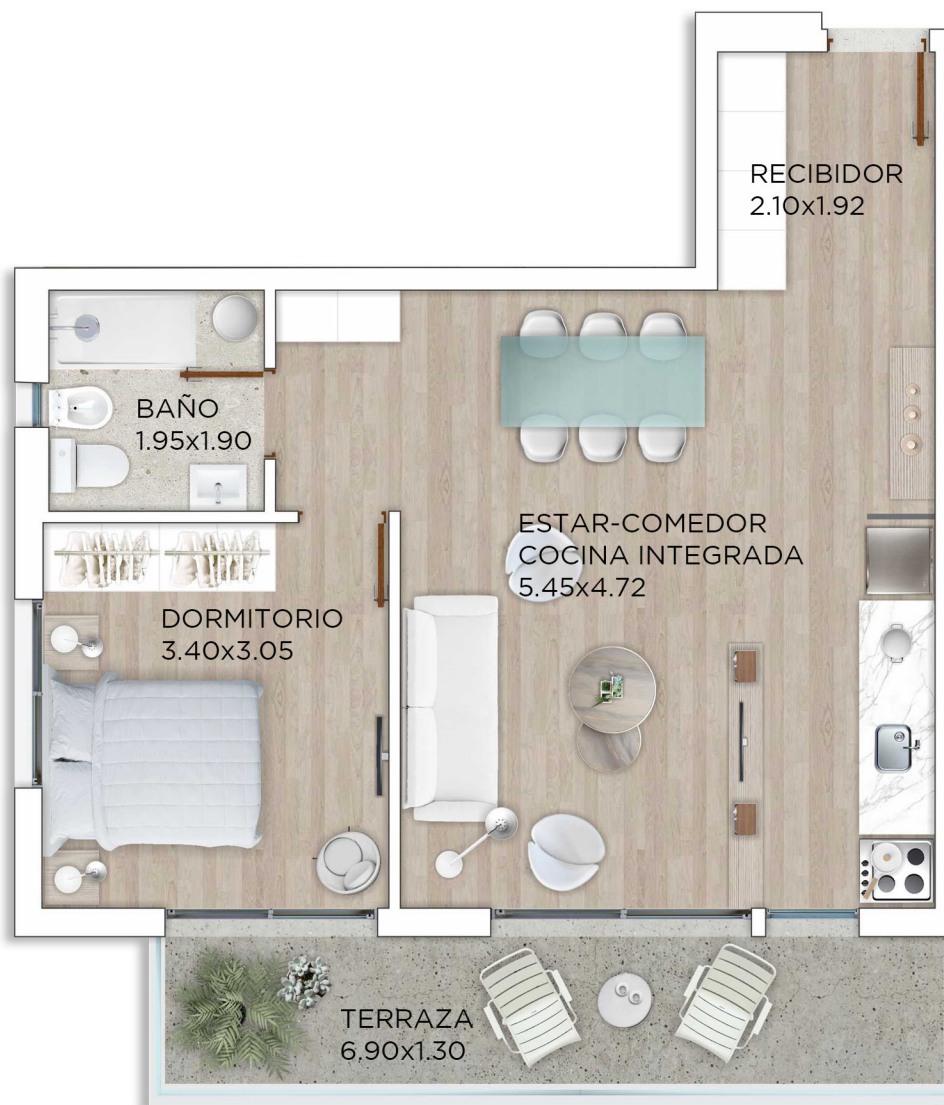 RECIBIDOR
2.10x1.92
BAÑO
1.95x1.90
ESTAR-COMEDOR
COCINA INTEGRADA
5.45x4.72
DORMITORIO
3.40x3.05
TERRAZA
6.90x1.30